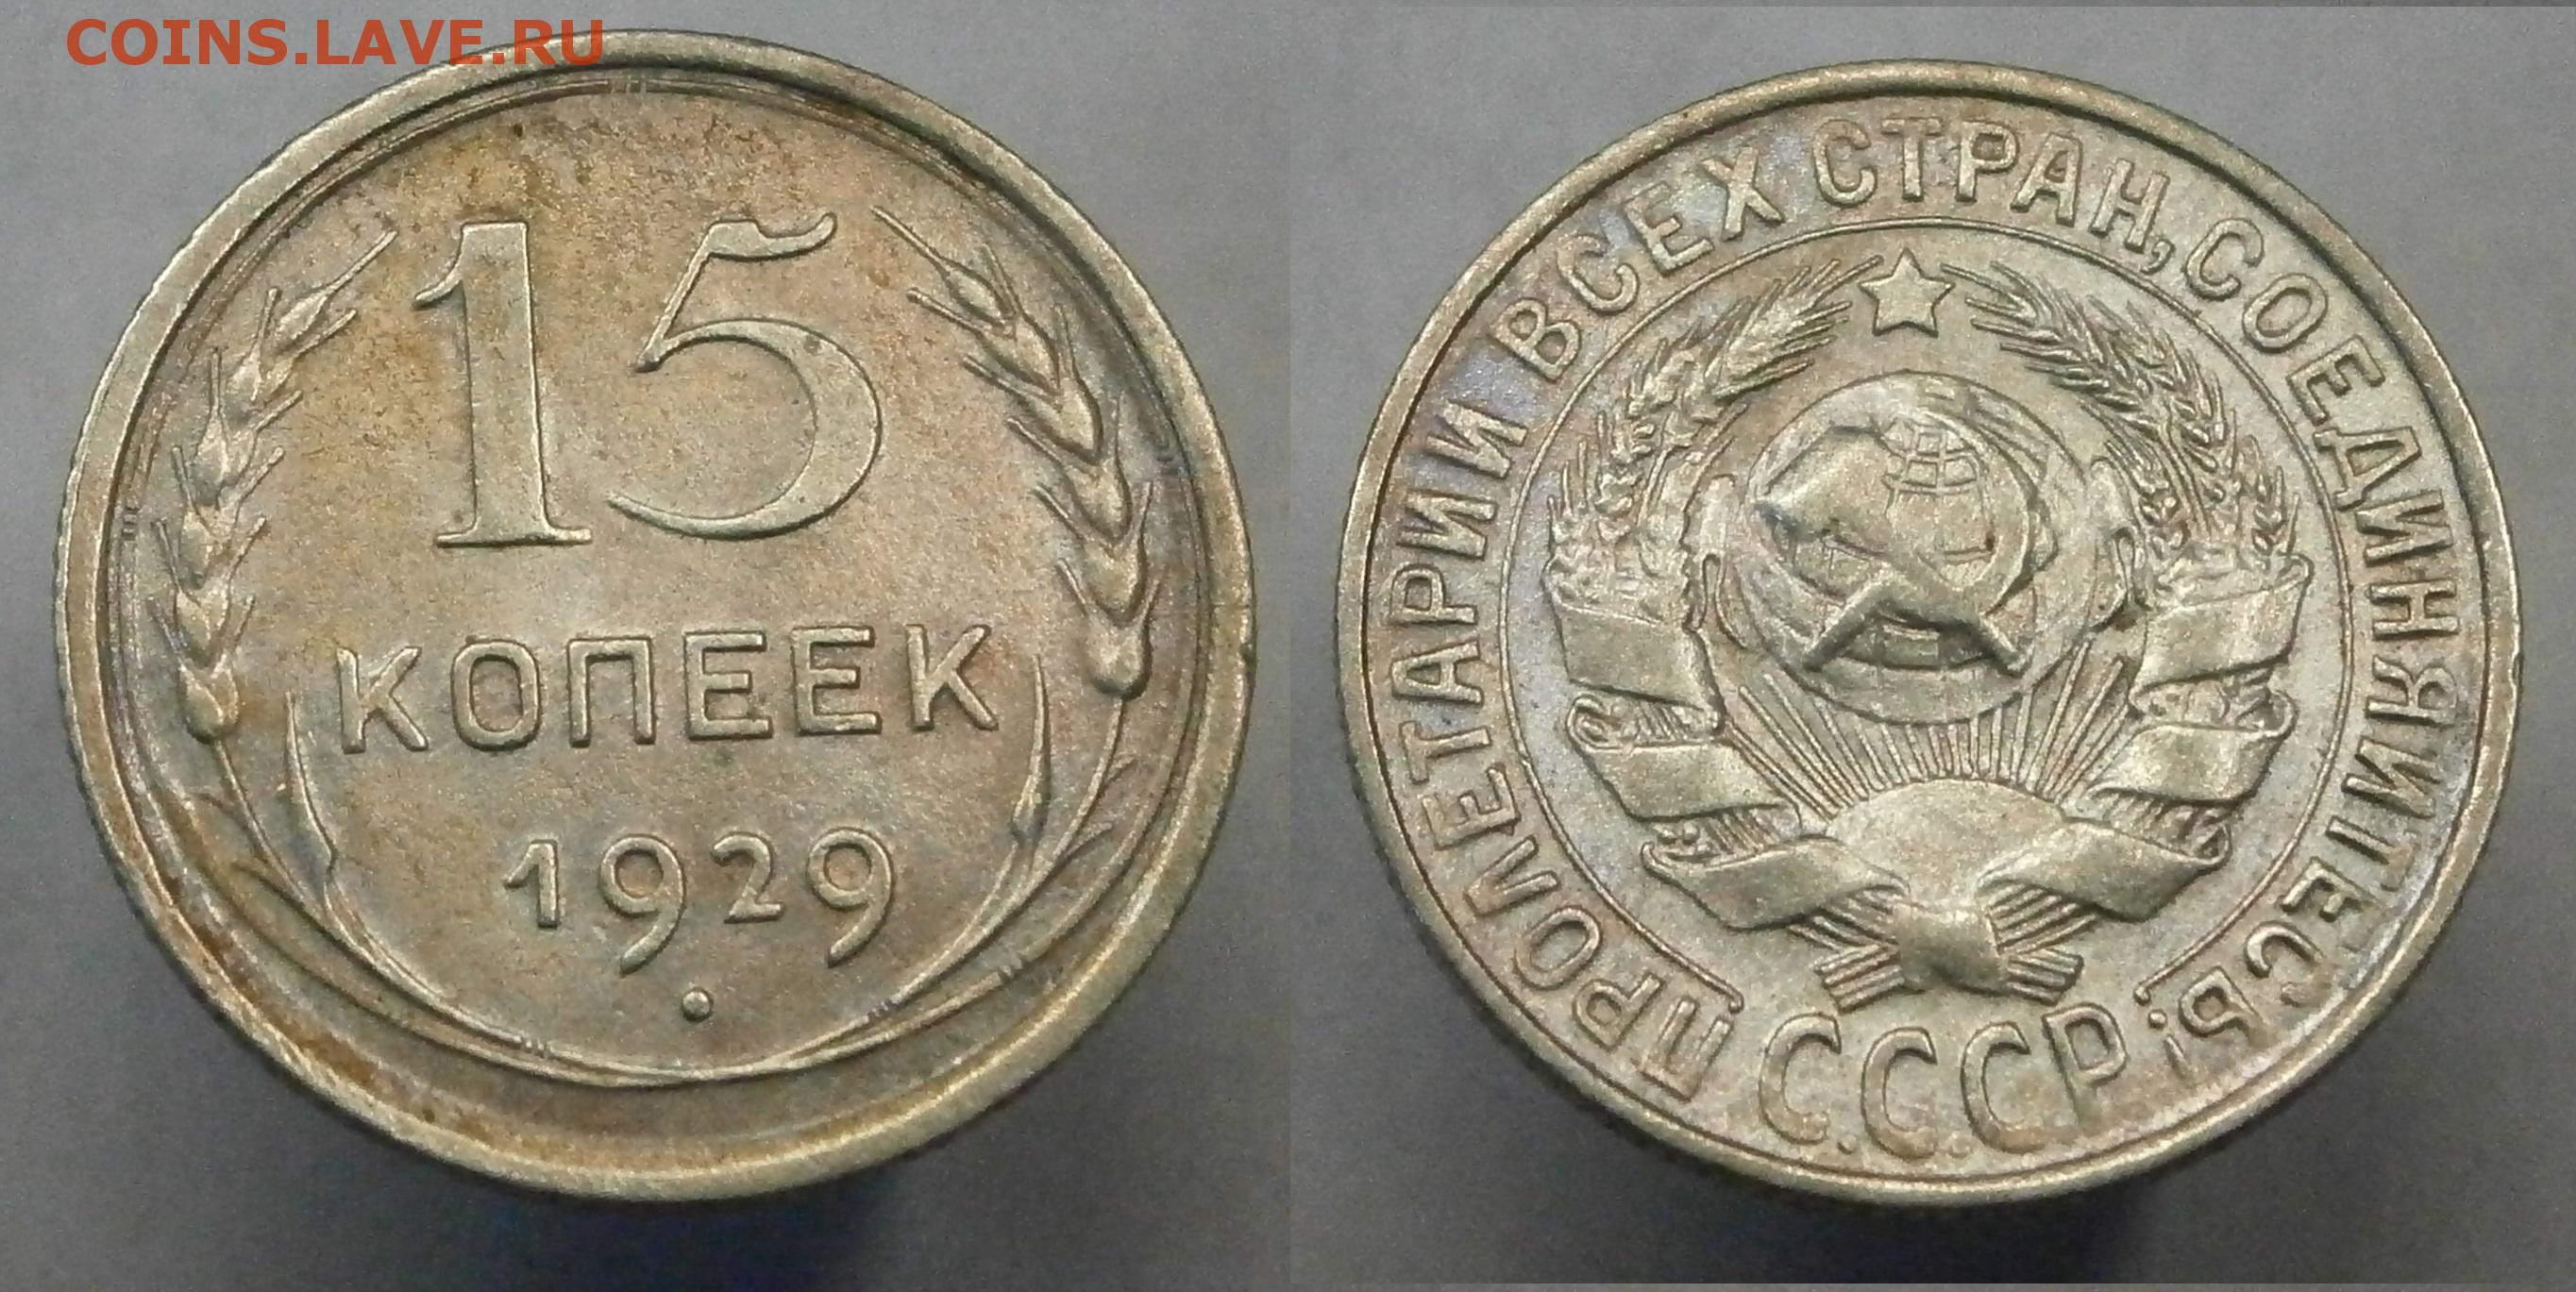 COINS.LAVE.RU
15
КОПЕЕК
1929
ПРОЛЕТАРИИ ВСЕХ СТРАН, СОЕДИНЯЙТЕСЬ!
С.С.С.Р